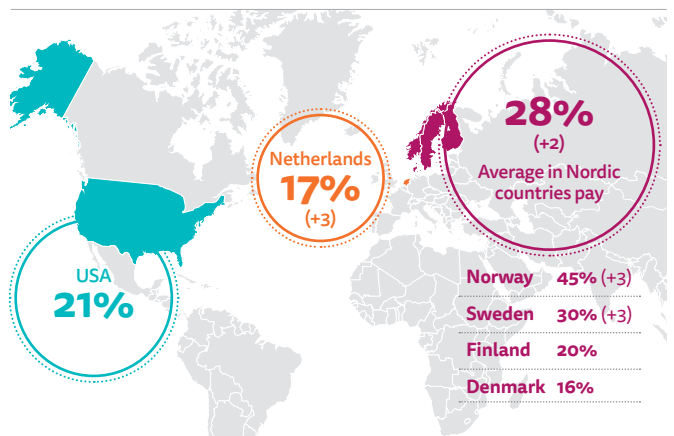 USA
21%
Netherlands
17%
(+3)
28%
(+2)
Average in Nordic
countries pay
Norway 45% (+3)
Sweden 30% (+3)
Finland 20%
Denmark 16%